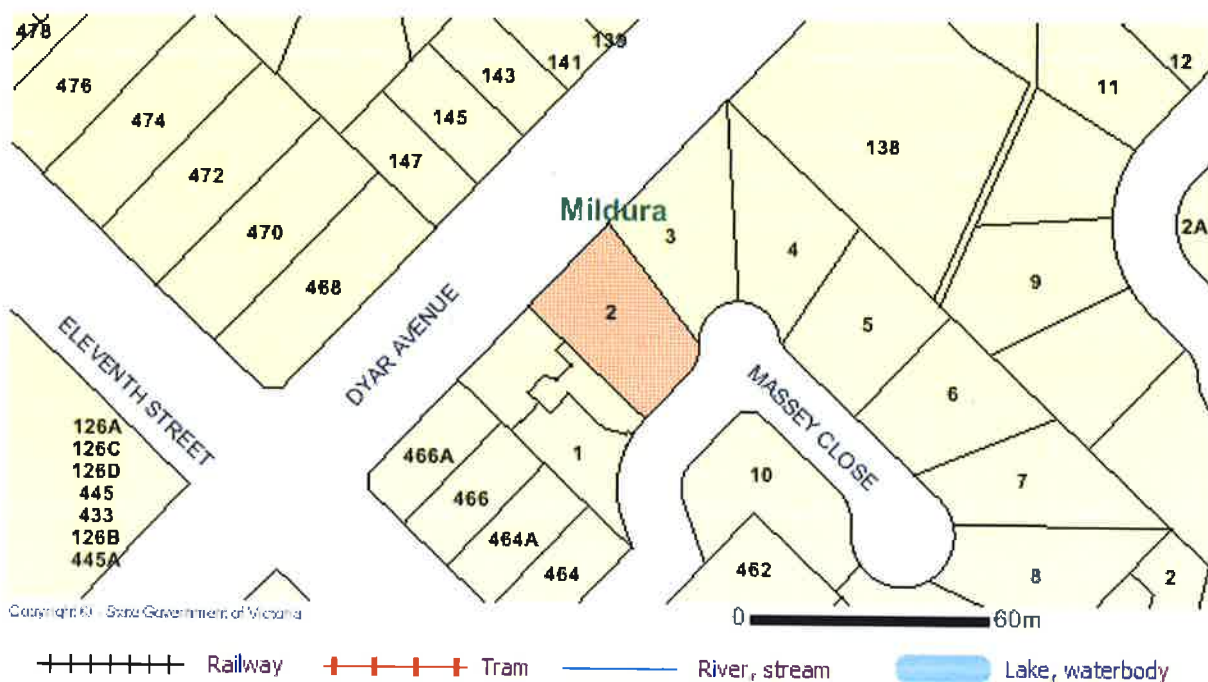 478
476
474
472
470
468
139
141
143
145
147
Mildura
138
11
12
2A
9
3
4
5
6
7
8
2
2
1
10
462
ELEVENTH STREET
DYAR AVENUE
MASSEY CLOSE
126A
126C
126D
445
433
126B
445A
466A
466
464A
464
Copyright © - State Government of Victoria
0 60m
Railway Tram River, stream Lake, waterbody